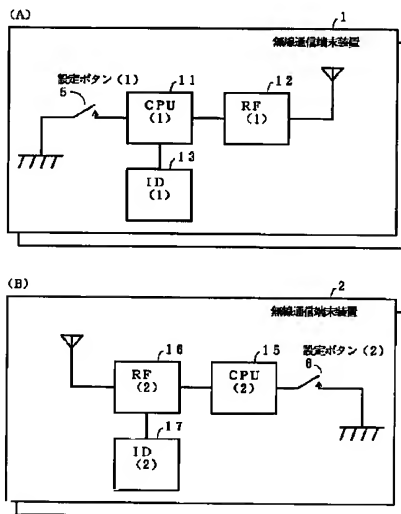 (A)
1
無線通信端末装置
設定ボタン(1)
5
11
CPU
(1)
12
RF
(1)
13
ID
(1)
(B)
2
無線通信端末装置
16
RF
(2)
15
CPU
(2)
設定ボタン(2)
6
17
ID
(2)